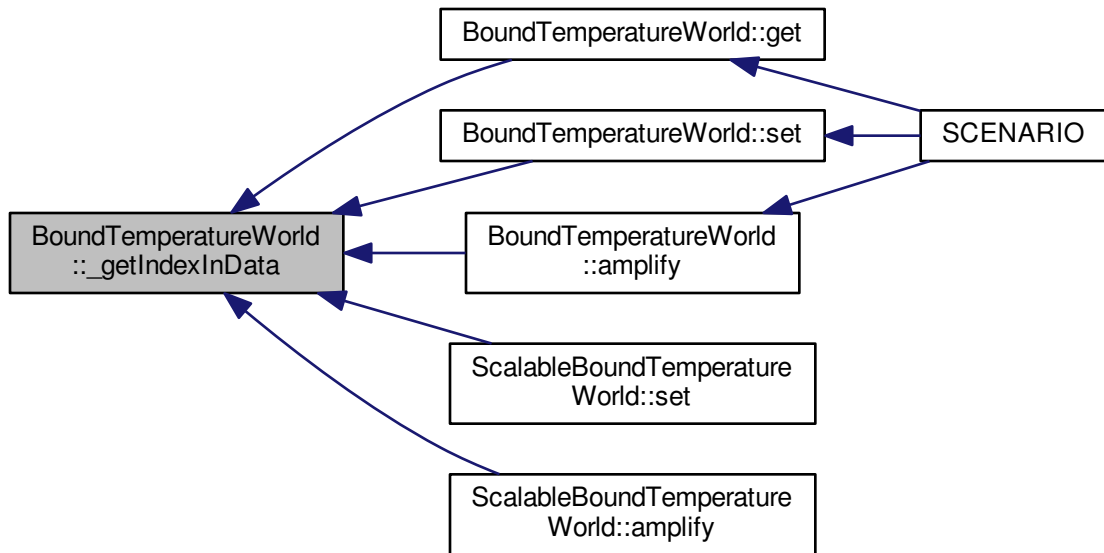 BoundTemperatureWorld::get
BoundTemperatureWorld::set
SCENARIO
BoundTemperatureWorld
::_getIndexInData
BoundTemperatureWorld
::amplify
ScalableBoundTemperature
World::set
ScalableBoundTemperature
World::amplify